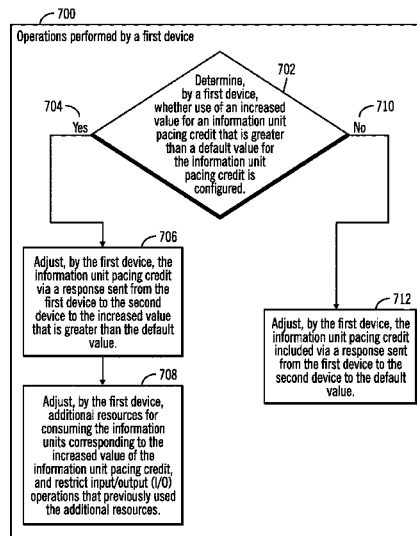 700
Operations performed by a first device
702
Determine,
by a first device,
whether use of an increased
value for an information unit
pacing credit that is greater
than a default value for
the information unit
pacing credit is
configured.
704
Yes
710
No
706
Adjust, by the first device, the
information unit pacing credit
via a response sent from the
first device to the second
device to the increased value
that is greater than the default
value.
712
Adjust, by the first device, the
information unit pacing credit
included via a response sent
from the first device to the
second device to the default
value.
708
Adjust, by the first device,
additional resources for
consuming the information
units corresponding to the
increased value of the
information unit pacing credit,
and restrict input/output (I/O)
operations that previously used
the additional resources.